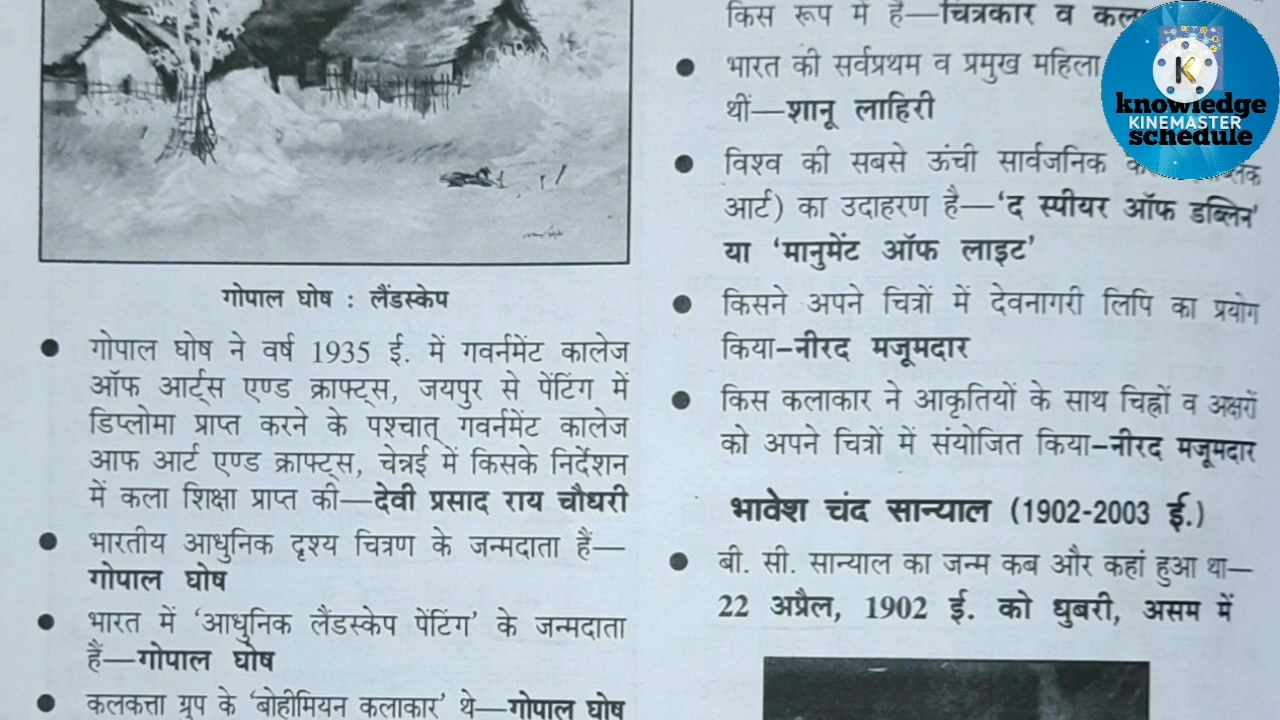 गोपाल घोष : लैंडस्केप
गोपाल घोष ने वर्ष 1935 ई. में गवर्नमेंट कालेज
ऑफ आर्ट्स एण्ड क्राफ्ट्स, जयपुर से पेंटिंग में
डिप्लोमा प्राप्त करने के पश्चात् गवर्नमेंट कालेज
आफ आर्ट एण्ड क्राफ्ट्स, चेन्नई में किसके निर्देशन
में कला शिक्षा प्राप्त की—देवी प्रसाद राय चौधरी
भारतीय आधुनिक दृश्य चित्रण के जन्मदाता हैं—
गोपाल घोष
भारत में ‘आधुनिक लैंडस्केप पेंटिंग’ के जन्मदाता
हैं—गोपाल घोष
कलकत्ता ग्रुप के ‘बोहीमियन कलाकार’ थे—गोपाल घोष
किस रूप में हैं—चित्रकार व
भारत की सर्वप्रथम व प्रमुख महिला
थीं—शानू लाहिरी
विश्व की सबसे ऊंची सार्वजनिक
आर्ट) का उदाहरण है—‘द स्पीयर ऑफ डब्लिन’
या ‘मानुमेंट ऑफ लाइट’
किसने अपने चित्रों में देवनागरी लिपि का प्रयोग
किया–नीरद मजूमदार
किस कलाकार ने आकृतियों के साथ चिह्नों व अक्षरों
को अपने चित्रों में संयोजित किया–नीरद मजूमदार
भावेश चंद सान्याल (1902-2003 ई.)
बी. सी. सान्याल का जन्म कब और कहां हुआ था—
22 अप्रैल, 1902 ई. को धुबरी, असम में
K
knowledge
KINEMASTER
schedule